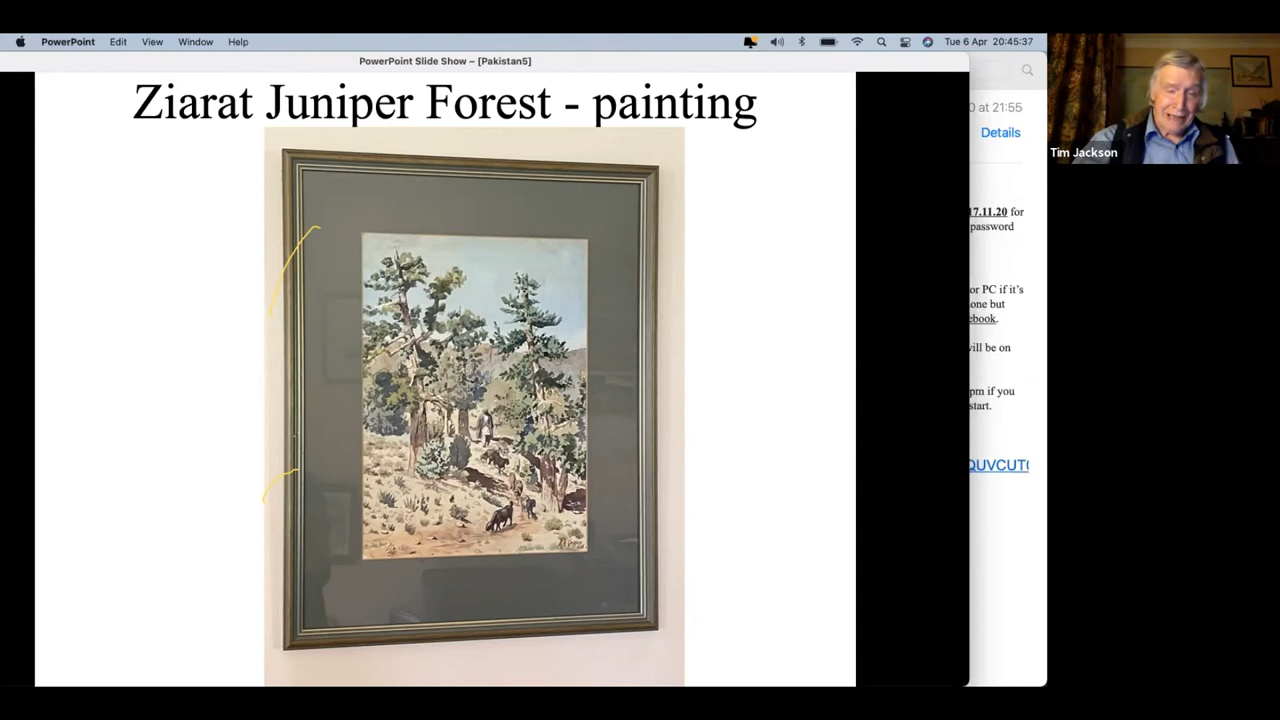 PowerPoint Edit View Window Help Tue 6 Apr 20:45:37
PowerPoint Slide Show – [Pakistan5]
Ziarat Juniper Forest - painting
0 at 21:55
Details
17.11.20 for
password
or PC if it's
one but
ebook.
will be on
pm if you
start.
QUVCUT
Tim Jackson